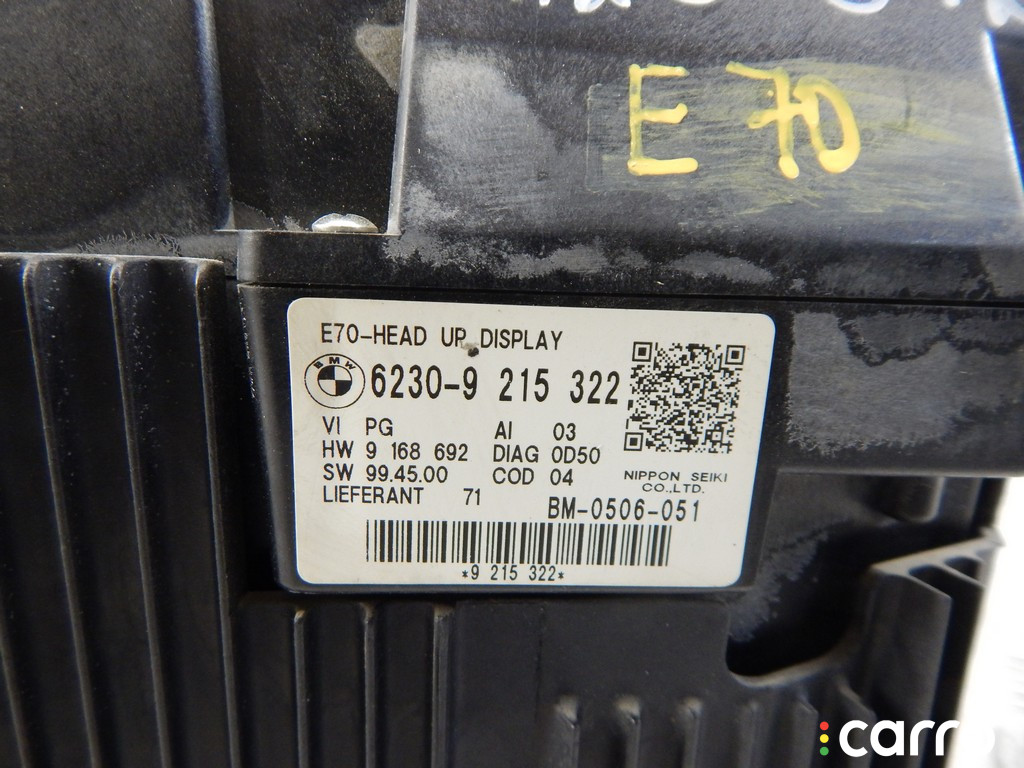 E 70
E70-HEAD UP DISPLAY
BMW 6230-9 215 322
VI PG AI 03
HW 9 168 692 DIAG 0D50
SW 99.45.00 COD 04
NIPPON SEIKI
CO.,LTD.
LIEFERANT 71
BM-0506-051
*9 215 322*
carro